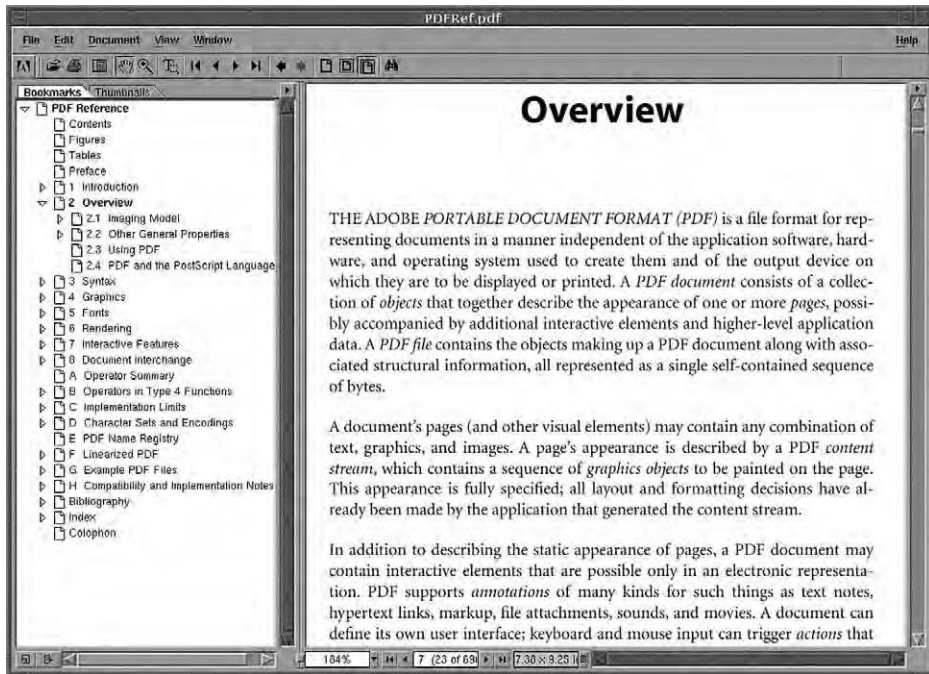 PDFRef.pdf
File Edit Document View Window Help
Bookmarks Thumbnails
PDF Reference
Contents
Figures
Tables
Preface
1 Introduction
2 Overview
2.1 Imaging Model
2.2 Other General Properties
2.3 Using PDF
2.4 PDF and the PostScript Language
3 Syntax
4 Graphics
5 Fonts
6 Rendering
7 Interactive Features
8 Document Interchange
A Operator Summary
B Operators in Type 4 Functions
C Implementation Limits
D Character Sets and Encodings
E PDF Name Registry
F Linearized PDF
G Example PDF Files
H Compatibility and Implementation Notes
Bibliography
Index
Colophon
Overview
THE ADOBE PORTABLE DOCUMENT FORMAT (PDF) is a file format for rep-
resenting documents in a manner independent of the application software, hard-
ware, and operating system used to create them and of the output device on
which they are to be displayed or printed. A PDF document consists of a collec-
tion of objects that together describe the appearance of one or more pages, possi-
bly accompanied by additional interactive elements and higher-level application
data. A PDF file contains the objects making up a PDF document along with asso-
ciated structural information, all represented as a single self-contained sequence
of bytes.
A document's pages (and other visual elements) may contain any combination of
text, graphics, and images. A page's appearance is described by a PDF content
stream, which contains a sequence of graphics objects to be painted on the page.
This appearance is fully specified; all layout and formatting decisions have al-
ready been made by the application that generated the content stream.
In addition to describing the static appearance of pages, a PDF document may
contain interactive elements that are possible only in an electronic representa-
tion. PDF supports annotations of many kinds for such things as text notes,
hypertext links, markup, file attachments, sounds, and movies. A document can
define its own user interface; keyboard and mouse input can trigger actions that
184% 7 (23 of 7.38 x 9.25